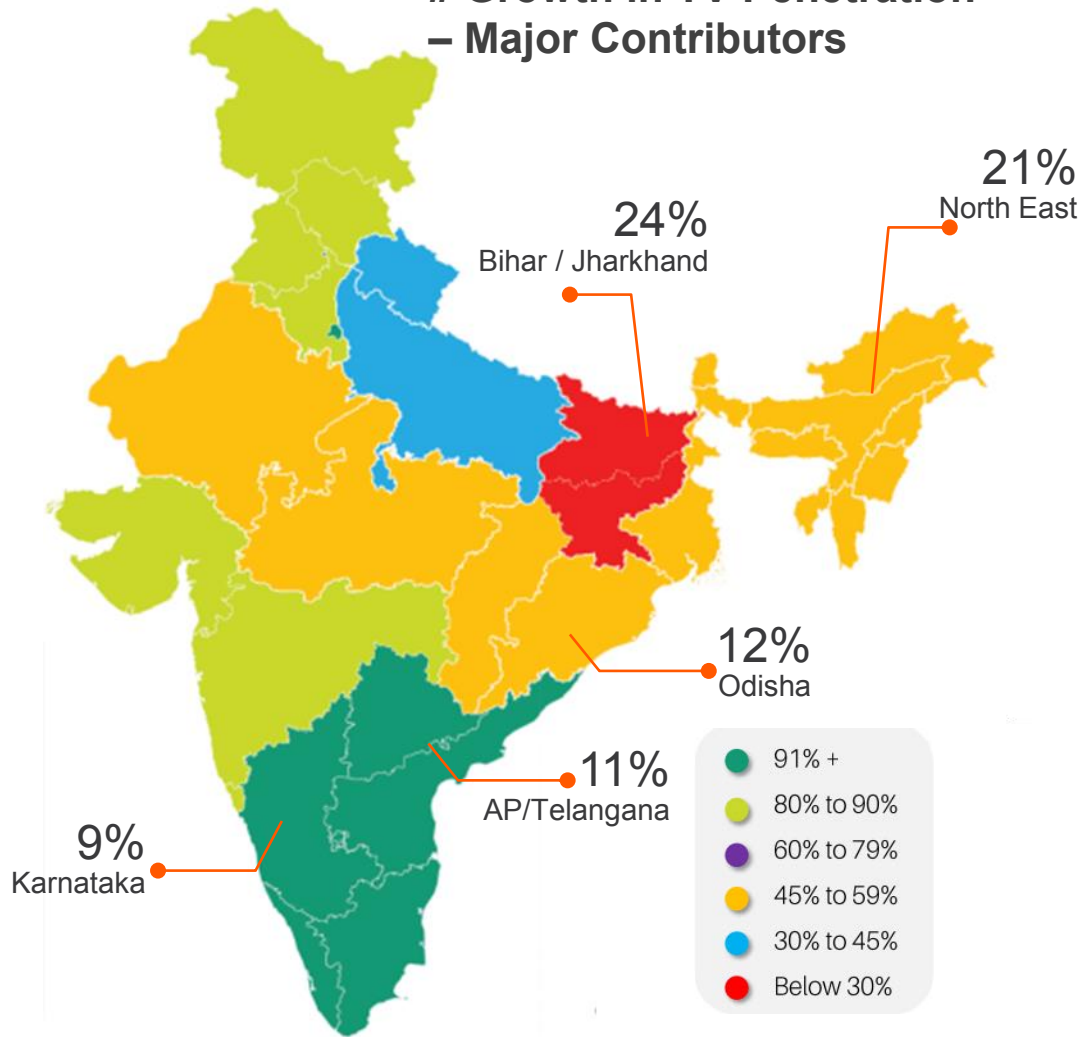 – Major Contributors
21%
North East
24%
Bihar / Jharkhand
12%
Odisha
11%
AP/Telangana
9%
Karnataka
91% +
80% to 90%
60% to 79%
45% to 59%
30% to 45%
Below 30%